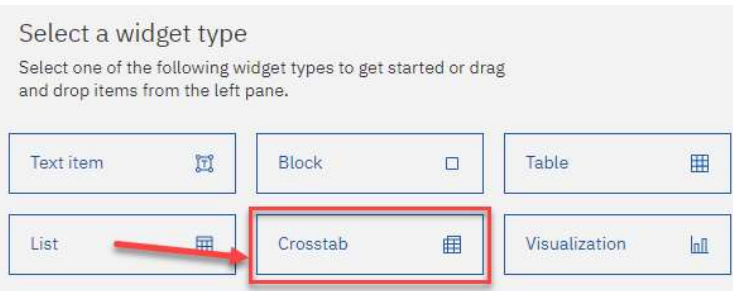 Select a widget type
Select one of the following widget types to get started or drag
and drop items from the left pane.
Text item
Block
Table
List
Crosstab
Visualization